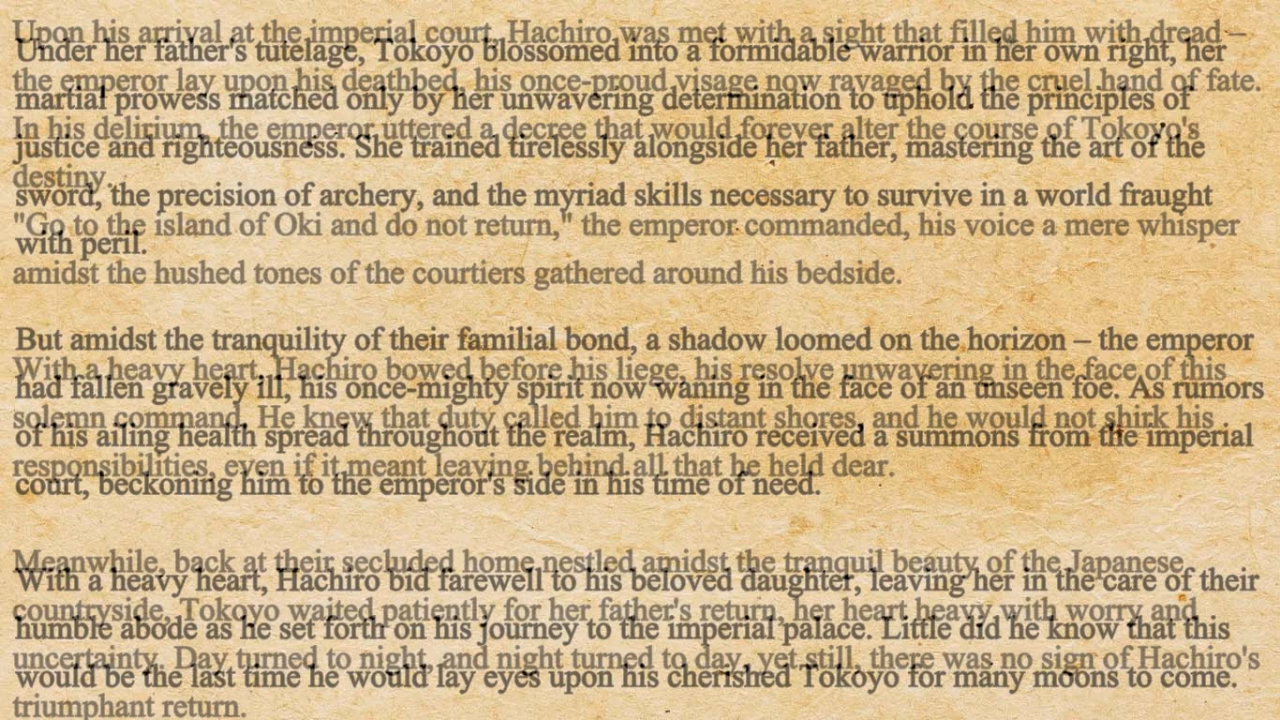 Under her father's tutelage, Tokoyo blossomed into a formidable warrior in her own right, her
martial prowess matched only by her unwavering determination to uphold the principles of
justice and righteousness. She trained tirelessly alongside her father, mastering the art of the
sword, the precision of archery, and the myriad skills necessary to survive in a world fraught
with peril.
But amidst the tranquility of their familial bond, a shadow loomed on the horizon – the emperor
had fallen gravely ill, his once-mighty spirit now waning in the face of an unseen foe. As rumors
of his ailing health spread throughout the realm, Hachiro received a summons from the imperial
court, beckoning him to the emperor's side in his time of need.
With a heavy heart, Hachiro bid farewell to his beloved daughter, leaving her in the care of their
humble abode as he set forth on his journey to the imperial palace. Little did he know that this
would be the last time he would lay eyes upon his cherished Tokoyo for many moons to come.
Upon his arrival at the imperial court, Hachiro was met with a sight that filled him with dread –
the emperor lay upon his deathbed, his once-proud visage now ravaged by the cruel hand of fate.
In his delirium, the emperor uttered a decree that would forever alter the course of Tokoyo's
destiny.
"Go to the island of Oki and do not return," the emperor commanded, his voice a mere whisper
amidst the hushed tones of the courtiers gathered around his bedside.
With a heavy heart, Hachiro bowed before his liege, his resolve unwavering in the face of this
solemn command. He knew that duty called him to distant shores, and he would not shirk his
responsibilities, even if it meant leaving behind all that he held dear.
Meanwhile, back at their secluded home nestled amidst the tranquil beauty of the Japanese
countryside, Tokoyo waited patiently for her father's return, her heart heavy with worry and
uncertainty. Day turned to night, and night turned to day, yet still, there was no sign of Hachiro's
triumphant return.